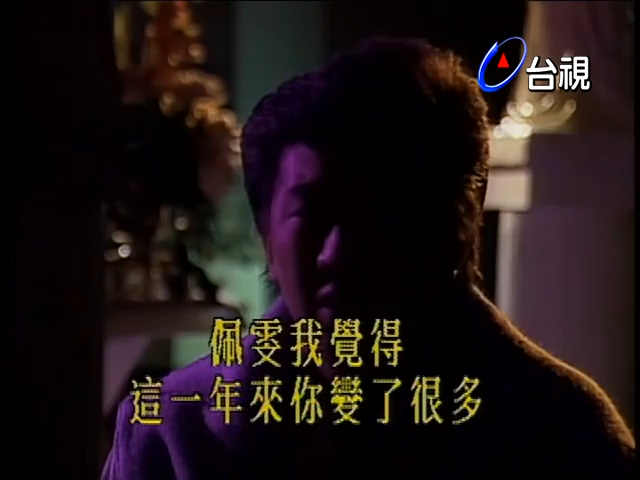 台視
佩雯我覺得
這一年來你變了很多